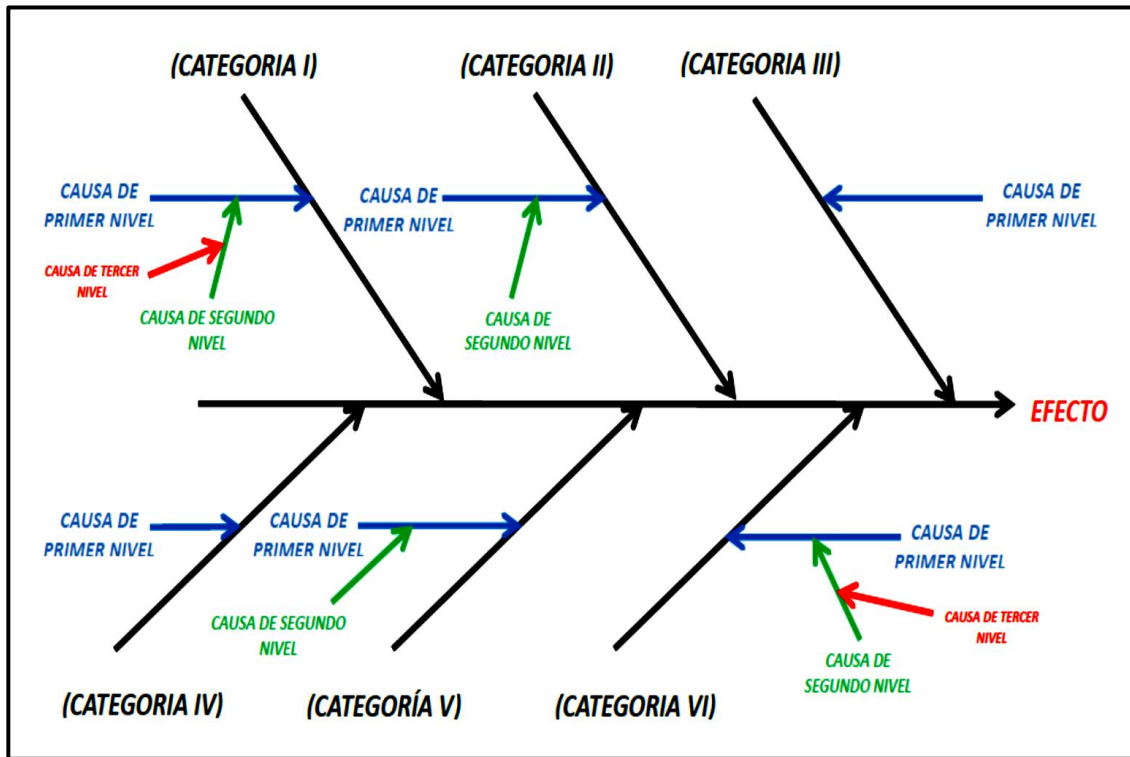 (CATEGORIA I)
(CATEGORIA II)
(CATEGORIA III)
CAUSA DE
PRIMER NIVEL
CAUSA DE TERCER
NIVEL
CAUSA DE SEGUNDO
NIVEL
CAUSA DE
PRIMER NIVEL
CAUSA DE
SEGUNDO NIVEL
CAUSA DE
PRIMER NIVEL
EFECTO
CAUSA DE
PRIMER NIVEL
CAUSA DE
PRIMER NIVEL
CAUSA DE SEGUNDO
NIVEL
CAUSA DE
PRIMER NIVEL
CAUSA DE TERCER
NIVEL
CAUSA DE
SEGUNDO NIVEL
(CATEGORIA IV)
(CATEGORÍA V)
(CATEGORIA VI)